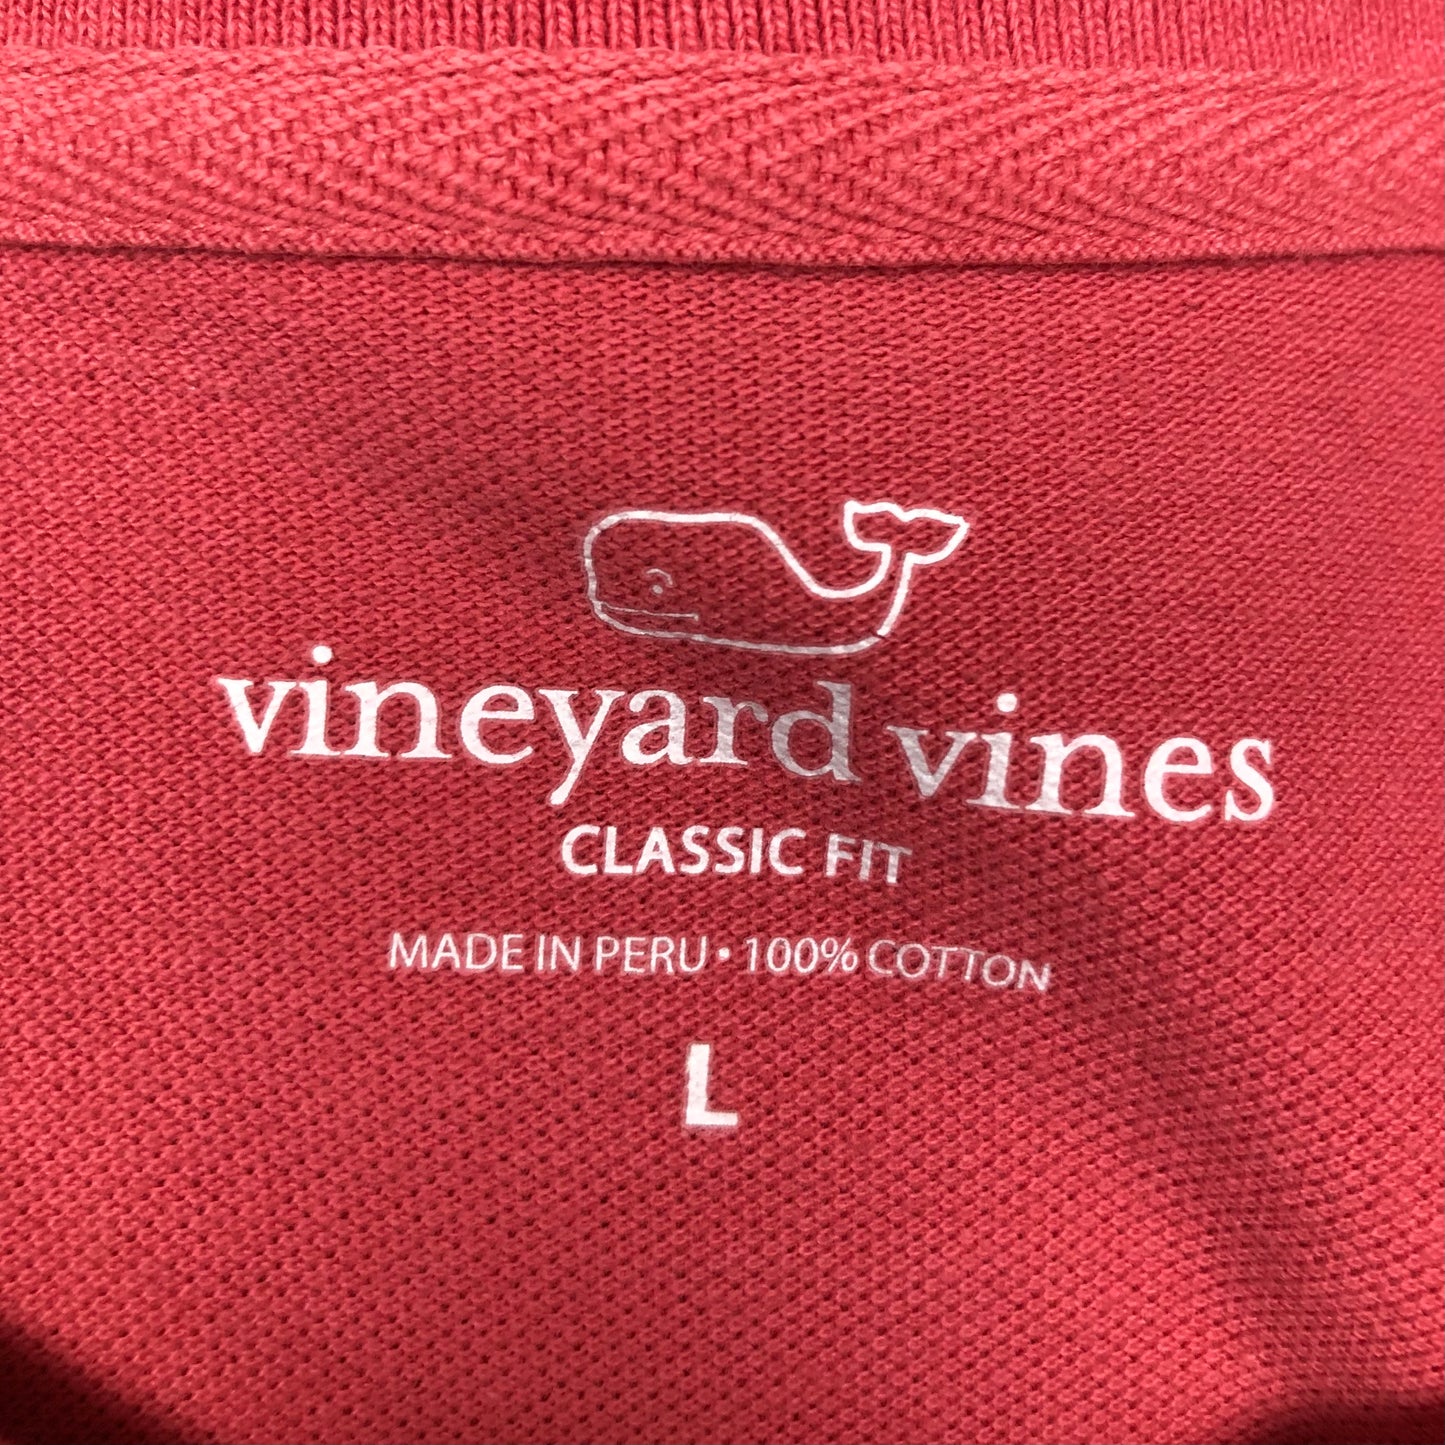 vineyard vines
CLASSIC FIT
MADE IN PERU • 100% COTTON
L